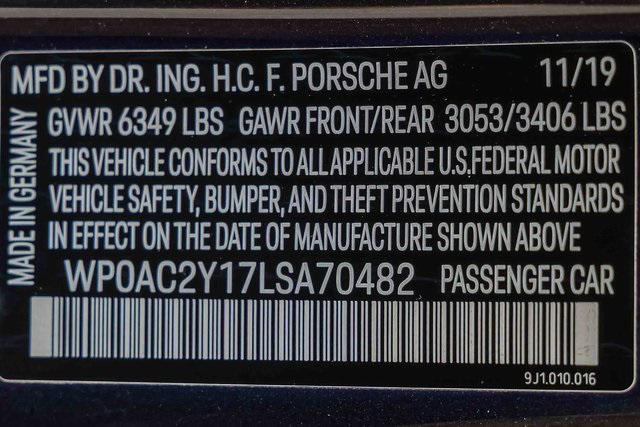 MFD BY DR. ING. H.C. F. PORSCHE AG 11/19
GVWR 6349 LBS GAWR FRONT/REAR 3053/3406 LBS
THIS VEHICLE CONFORMS TO ALL APPLICABLE U.S.FEDERAL MOTOR
VEHICLE SAFETY, BUMPER, AND THEFT PREVENTION STANDARDS
IN EFFECT ON THE DATE OF MANUFACTURE SHOWN ABOVE
WP0AC2Y17LSA70482 PASSENGER CAR
9J1.010.016
MADE IN GERMANY